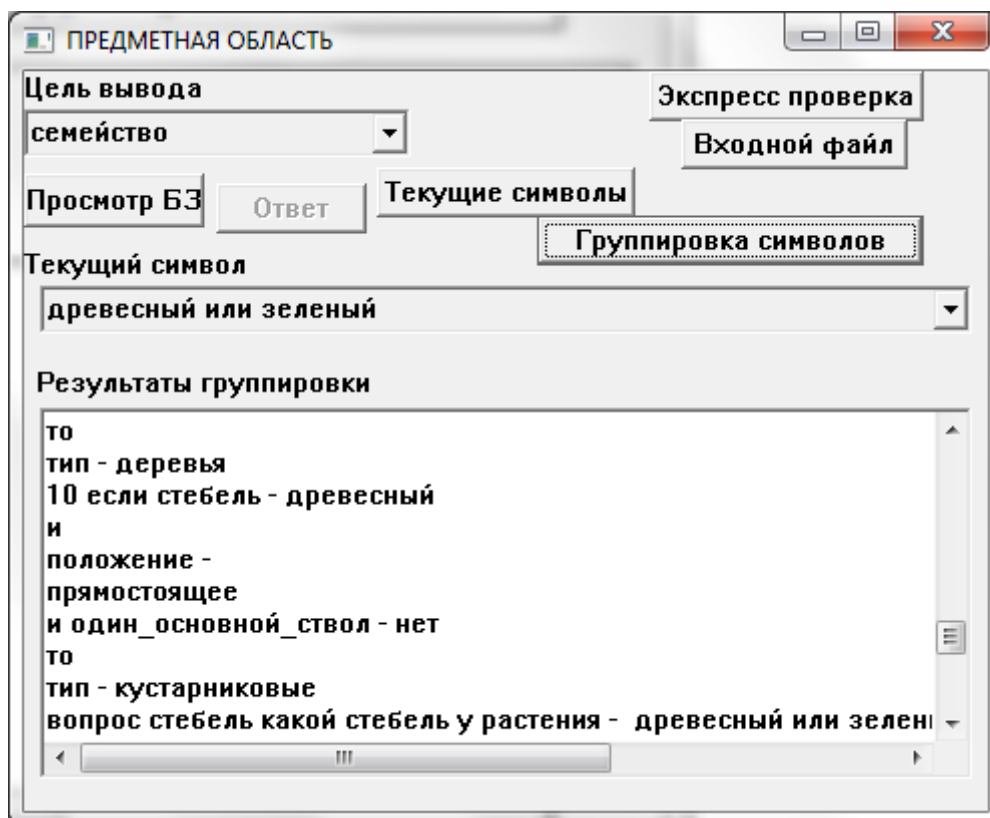 ПРЕДМЕТНАЯ ОБЛАСТЬ
Цель вывода
Экспресс проверка
семейство
Входной файл
Просмотр БЗ
Ответ
Текущие символы
Группировка символов
Текущий символ
древесный или зеленый
Результаты группировки
то
тип - деревья
10 если стебель - древесный
и
положение -
прямостоящее
и один_основной_ствол - нет
то
тип - кустарниковые
вопрос стебель какой стебель у растения - древесный или зелен